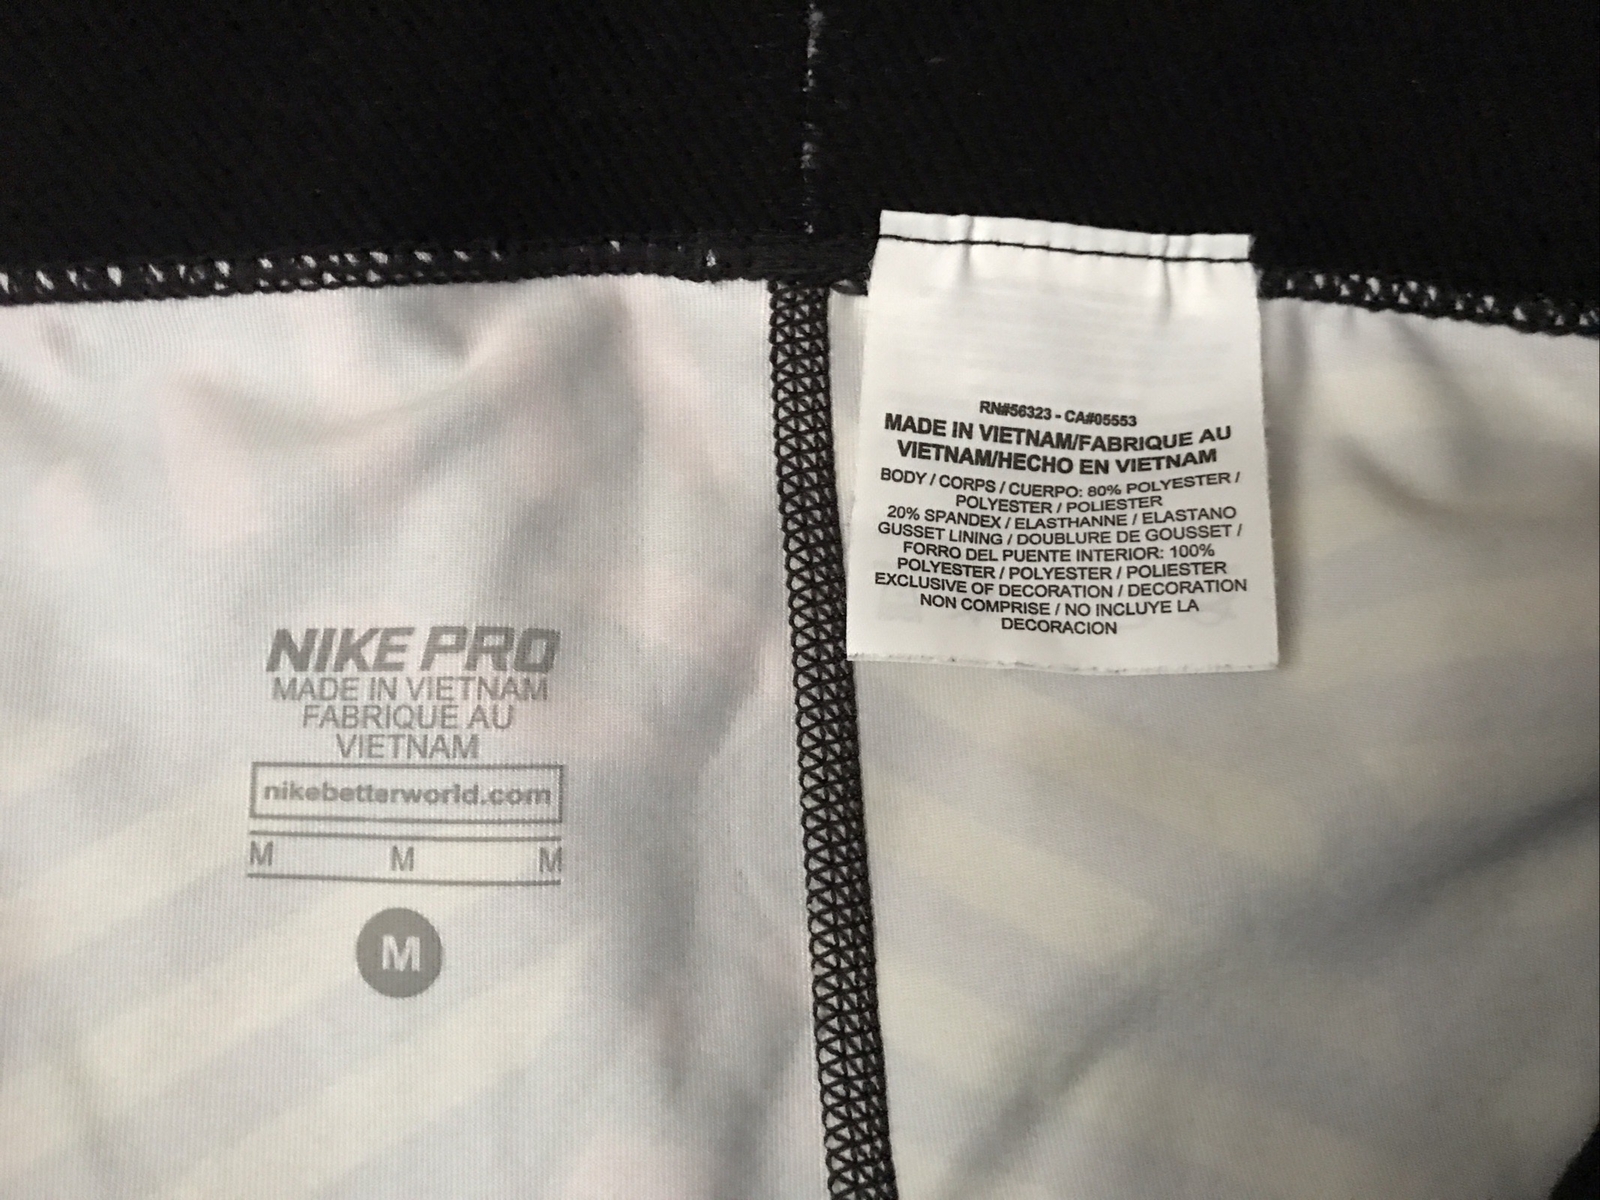 NIKE PRO
MADE IN VIETNAM
FABRIQUE AU
VIETNAM
nikebetterworld.com
M M M
M
RN#56323 - CA#05553
MADE IN VIETNAM/FABRIQUE AU
VIETNAM/HECHO EN VIETNAM
BODY / CORPS / CUERPO: 80% POLYESTER /
POLYESTER / POLIESTER
20% SPANDEX / ELASTHANNE / ELASTANO
GUSSET LINING / DOUBLURE DE GOUSSET /
FORRO DEL PUENTE INTERIOR: 100%
POLYESTER / POLYESTER / POLIESTER
EXCLUSIVE OF DECORATION / DECORATION
NON COMPRISE / NO INCLUYE LA
DECORACION